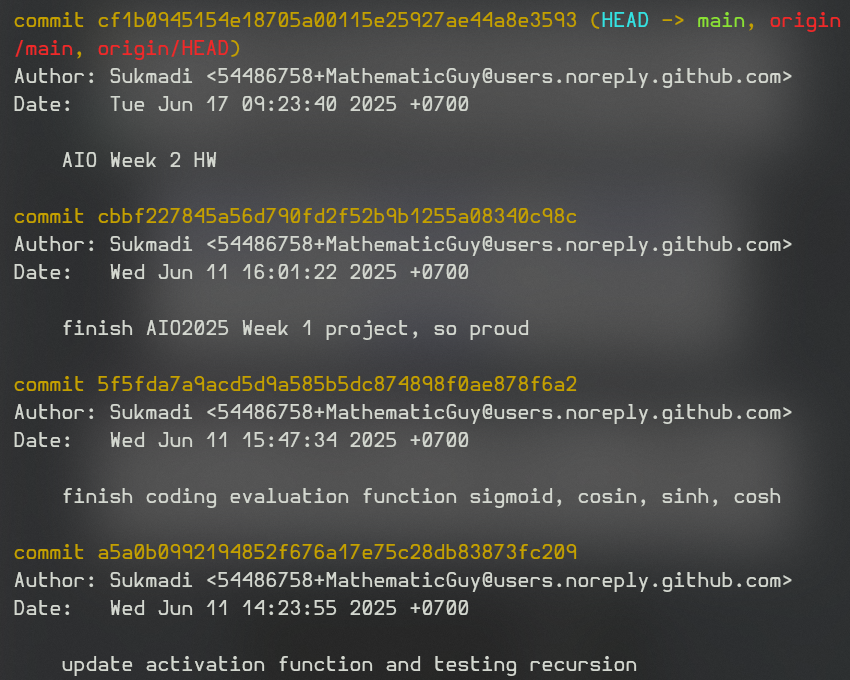 commit cf1b0945154e18705a00115e25927ae44a8e3593 (HEAD -> main, origin
/main, origin/HEAD)
Author: Sukmadi <54486758+MathematicGuy@users.noreply.github.com>
Date:   Tue Jun 17 09:23:40 2025 +0700
    AIO Week 2 HW
commit cbbf227845a56d790fd2f52b9b1255a08340c98c
Author: Sukmadi <54486758+MathematicGuy@users.noreply.github.com>
Date:   Wed Jun 11 16:01:22 2025 +0700
    finish AIO2025 Week 1 project, so proud
commit 5f5fda7a9acd5d9a585b5dc874898f0ae878f6a2
Author: Sukmadi <54486758+MathematicGuy@users.noreply.github.com>
Date:   Wed Jun 11 15:47:34 2025 +0700
    finish coding evaluation function sigmoid, cosin, sinh, cosh
commit a5a0b0992194852f676a17e75c28db83873fc209
Author: Sukmadi <54486758+MathematicGuy@users.noreply.github.com>
Date:   Wed Jun 11 14:23:55 2025 +0700
    update activation function and testing recursion